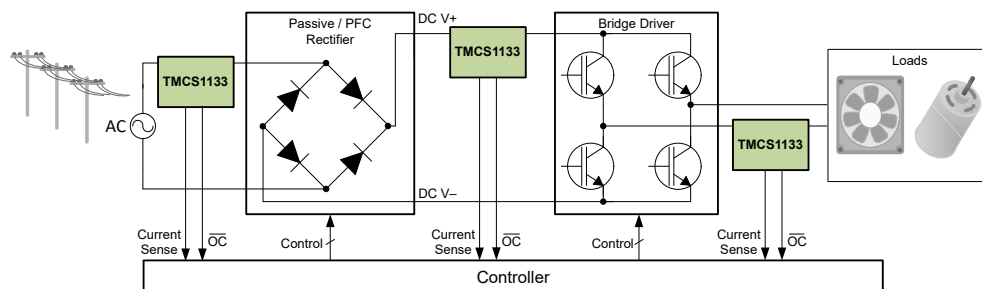 Passive / PFC
Rectifier
DC V+
Bridge Driver
TMCS1133
TMCS1133
Loads
AC
TMCS1133
DC V–
Current
Sense
OC
Control
Current
Sense
OC
Control
Current
Sense
OC
Controller